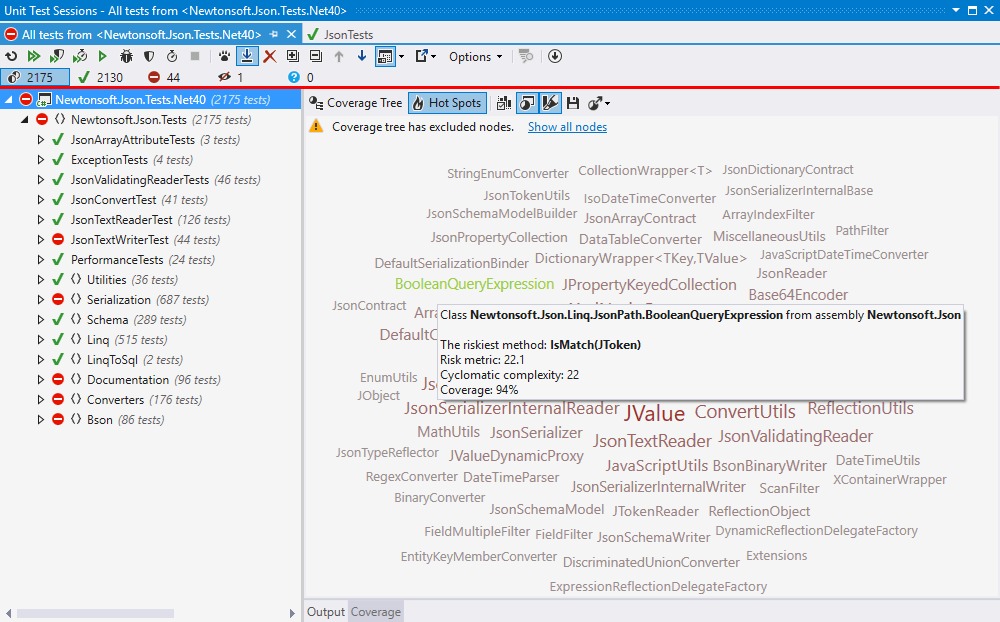 Unit Test Sessions - All tests from <Newtonsoft.Json.Tests.Net40>
All tests from <Newtonsoft.Json.Tests.Net40>
JsonTests
Options
2175
2130
44
1
0
Newtonsoft.Json.Tests.Net40 (2175 tests)
Newtonsoft.Json.Tests (2175 tests)
JsonArrayAttributeTests (3 tests)
ExceptionTests (4 tests)
JsonValidatingReaderTests (46 tests)
JsonConvertTest (41 tests)
JsonTextReaderTest (126 tests)
JsonTextWriterTest (44 tests)
PerformanceTests (24 tests)
Utilities (36 tests)
Serialization (687 tests)
Schema (289 tests)
Linq (515 tests)
LinqToSql (2 tests)
Documentation (96 tests)
Converters (176 tests)
Bson (86 tests)
Coverage Tree
Hot Spots
Coverage tree has excluded nodes. Show all nodes
StringEnumConverter CollectionWrapper<T> JsonDictionaryContract
JsonTokenUtils IsoDateTimeConverter JsonSerializerInternalBase
JsonSchemaModelBuilder JsonArrayContract ArrayIndexFilter
JsonPropertyCollection DataTableConverter MiscellaneousUtils PathFilter
DefaultSerializationBinder DictionaryWrapper<TKey,TValue> JavaScriptDateTimeConverter
BooleanQueryExpression JPropertyKeyedCollection JsonReader
Base64Encoder
JsonContract Arra
Class Newtonsoft.Json.Linq.JsonPath.BooleanQueryExpression from assembly Newtonsoft.Json
DefaultC
The riskiest method: IsMatch(JToken)
Risk metric: 22.1
Cyclomatic complexity: 22
Coverage: 94%
EnumUtils Js
JObject
JsonSerializerInternalReader JValue ConvertUtils ReflectionUtils
MathUtils JsonSerializer JsonTextReader JsonValidatingReader
JsonTypeReflector JValueDynamicProxy JavaScriptUtils BsonBinaryWriter DateTimeUtils
RegexConverter DateTimeParser JsonSerializerInternalWriter ScanFilter XContainerWrapper
BinaryConverter JsonSchemaModel JTokenReader ReflectionObject
FieldMultipleFilter FieldFilter JsonSchemaWriter DynamicReflectionDelegateFactory
EntityKeyMemberConverter DiscriminatedUnionConverter Extensions
ExpressionReflectionDelegateFactory
Output Coverage